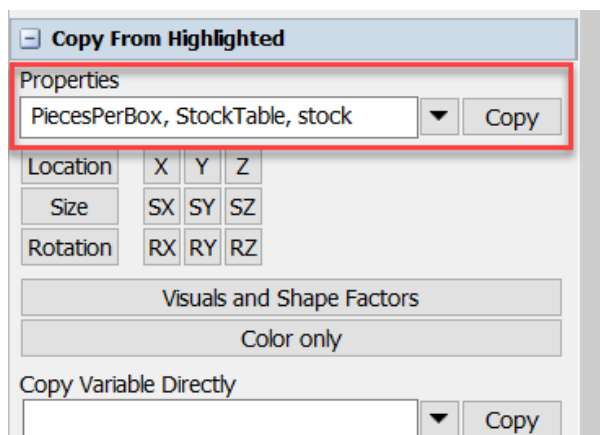 Copy From Highlighted
Properties
PiecesPerBox, StockTable, stock Copy
Location X Y Z
Size SX SY SZ
Rotation RX RY RZ
Visuals and Shape Factors
Color only
Copy Variable Directly
Copy